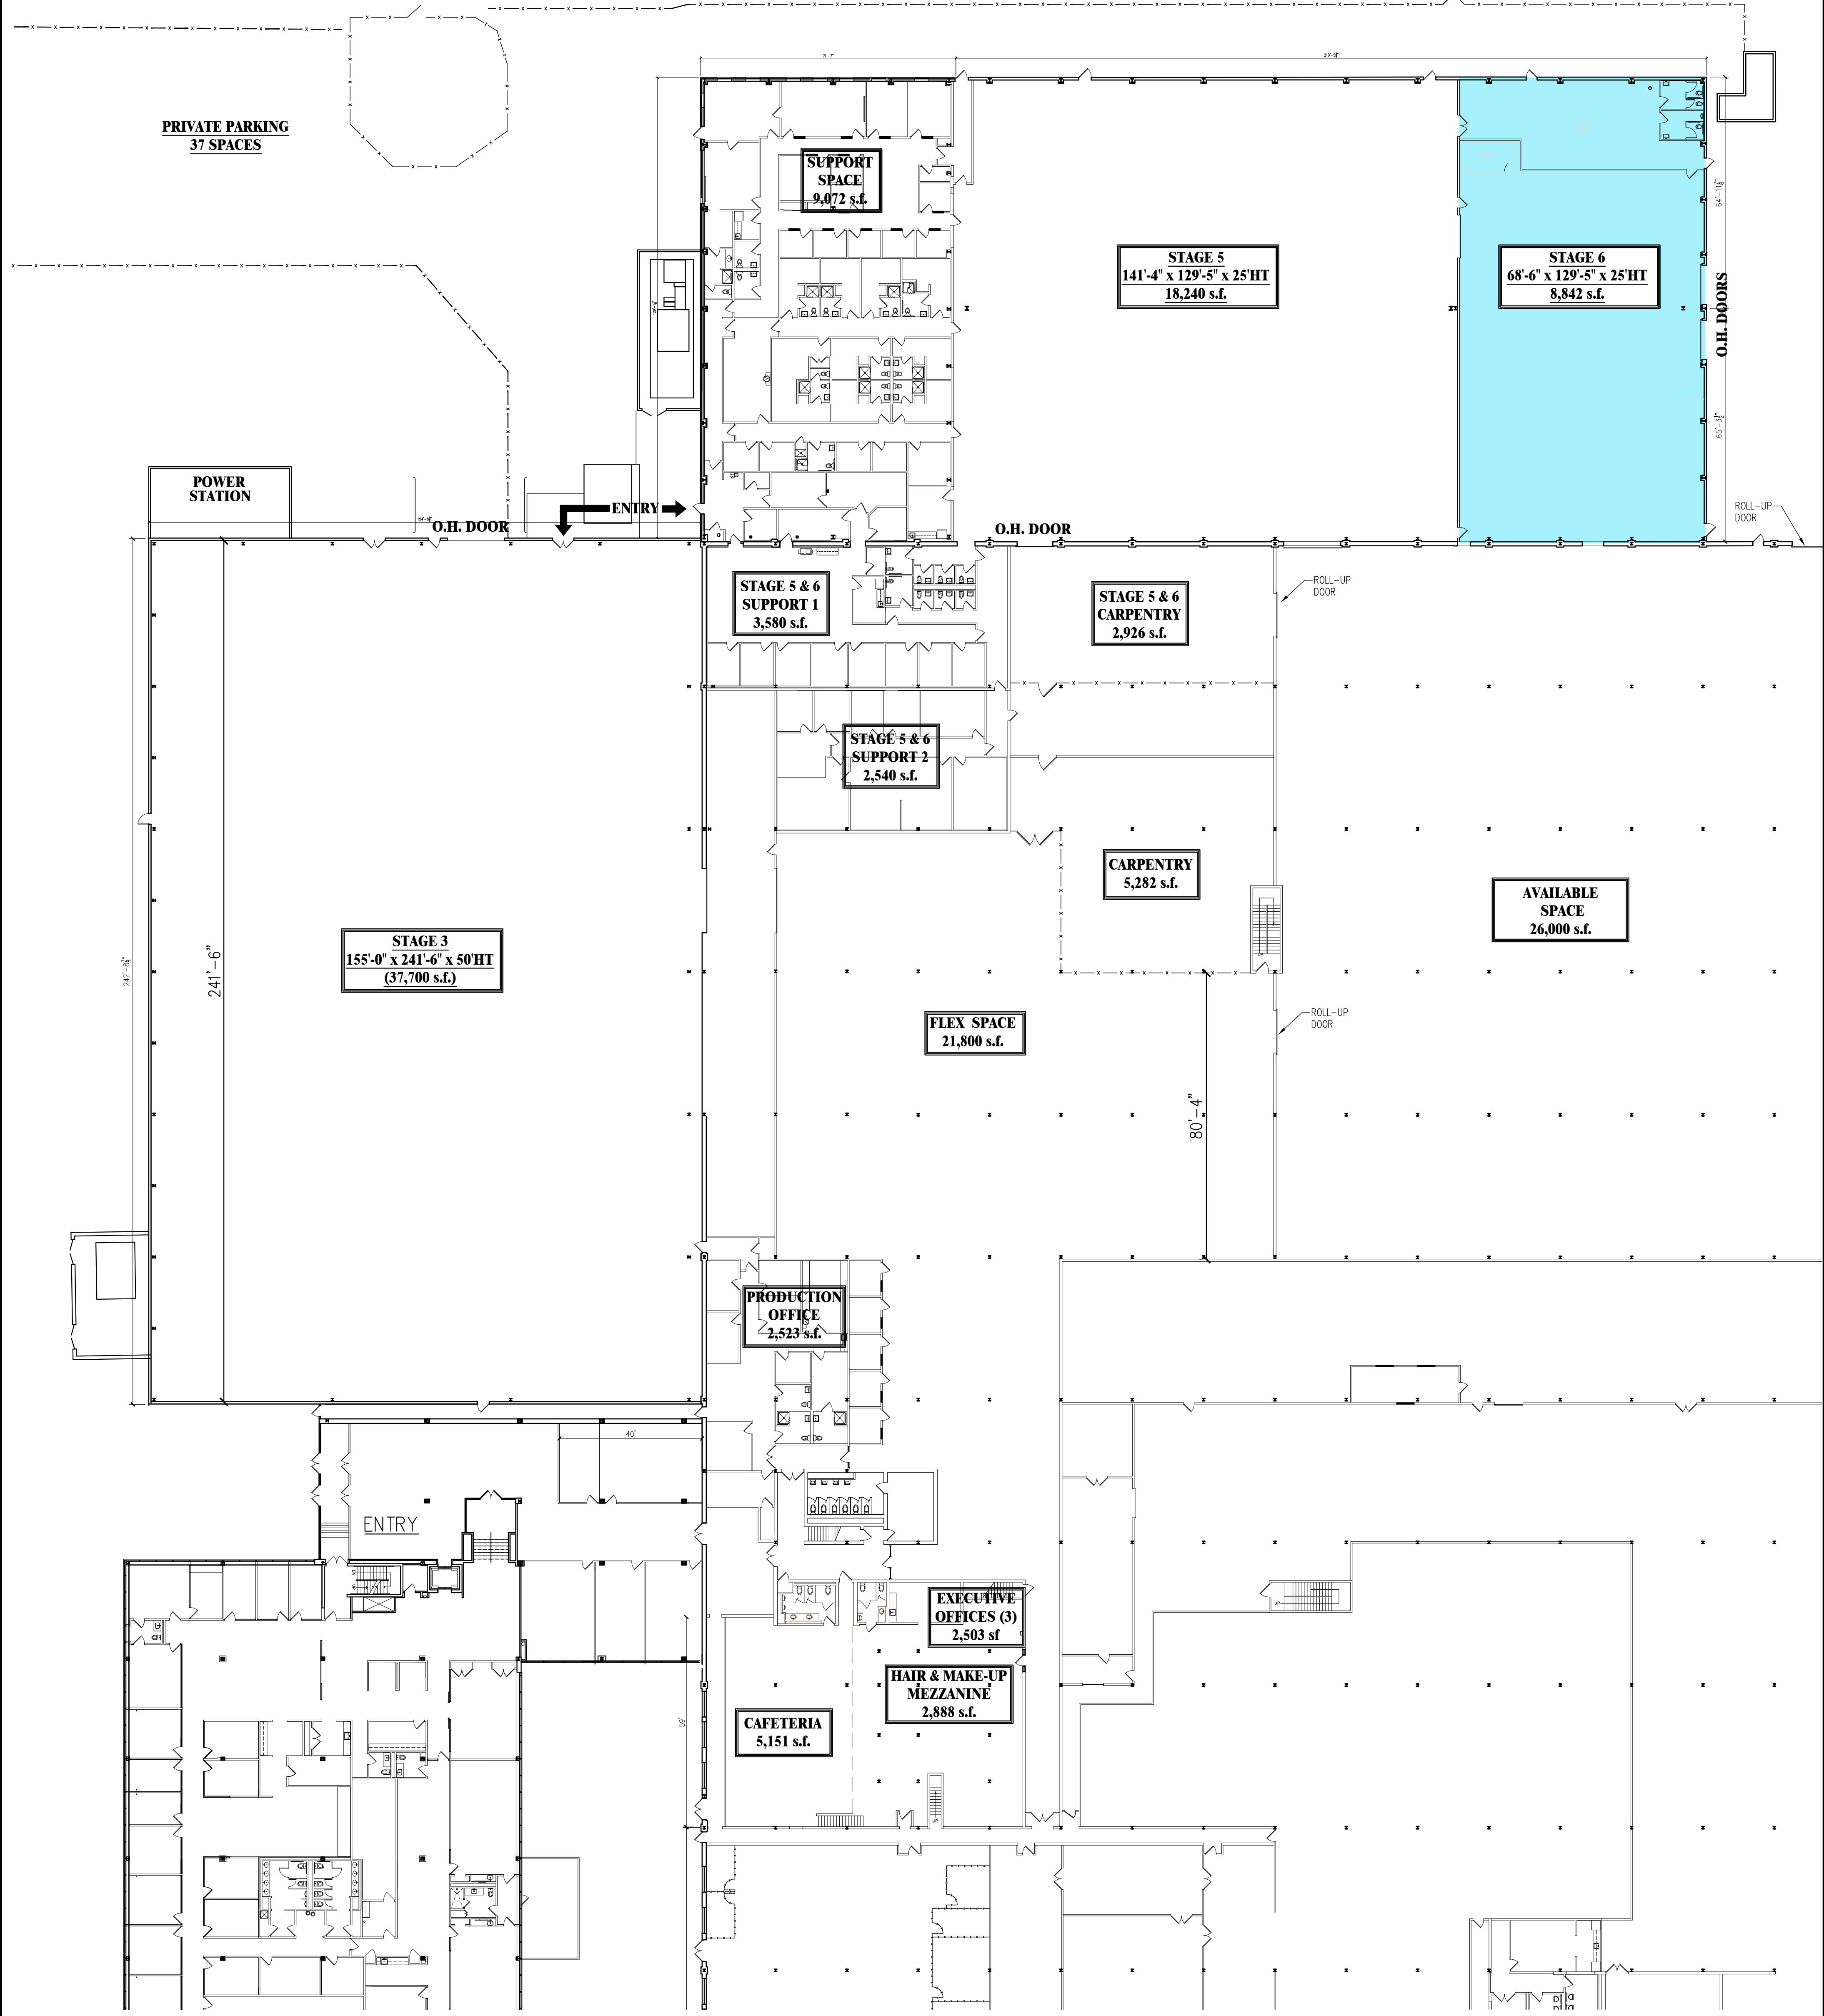 PRIVATE PARKING
37 SPACES
SUPPORT
SPACE
9,072 s.f.
STAGE 5
141'-4" x 129'-5" x 25'HT
18,240 s.f.
STAGE 6
68'-6" x 129'-5" x 25'HT
8,842 s.f.
O.H. DOORS
POWER
STATION
ENTRY
O.H. DOOR
O.H. DOOR
ROLL-UP
DOOR
STAGE 5 & 6
SUPPORT 1
3,580 s.f.
STAGE 5 & 6
CARPENTRY
2,926 s.f.
ROLL-UP
DOOR
STAGE 5 & 6
SUPPORT 2
2,540 s.f.
CARPENTRY
5,282 s.f.
AVAILABLE
SPACE
26,000 s.f.
STAGE 3
155'-0" x 241'-6" x 50'HT
(37,700 s.f.)
241'-6"
FLEX SPACE
21,800 s.f.
ROLL-UP
DOOR
80'-4"
PRODUCTION
OFFICE
2,523 s.f.
40'
ENTRY
EXECUTIVE
OFFICES (3)
2,503 sf
HAIR & MAKE-UP
MEZZANINE
2,888 s.f.
CAFETERIA
5,151 s.f.
59'
UP
UP